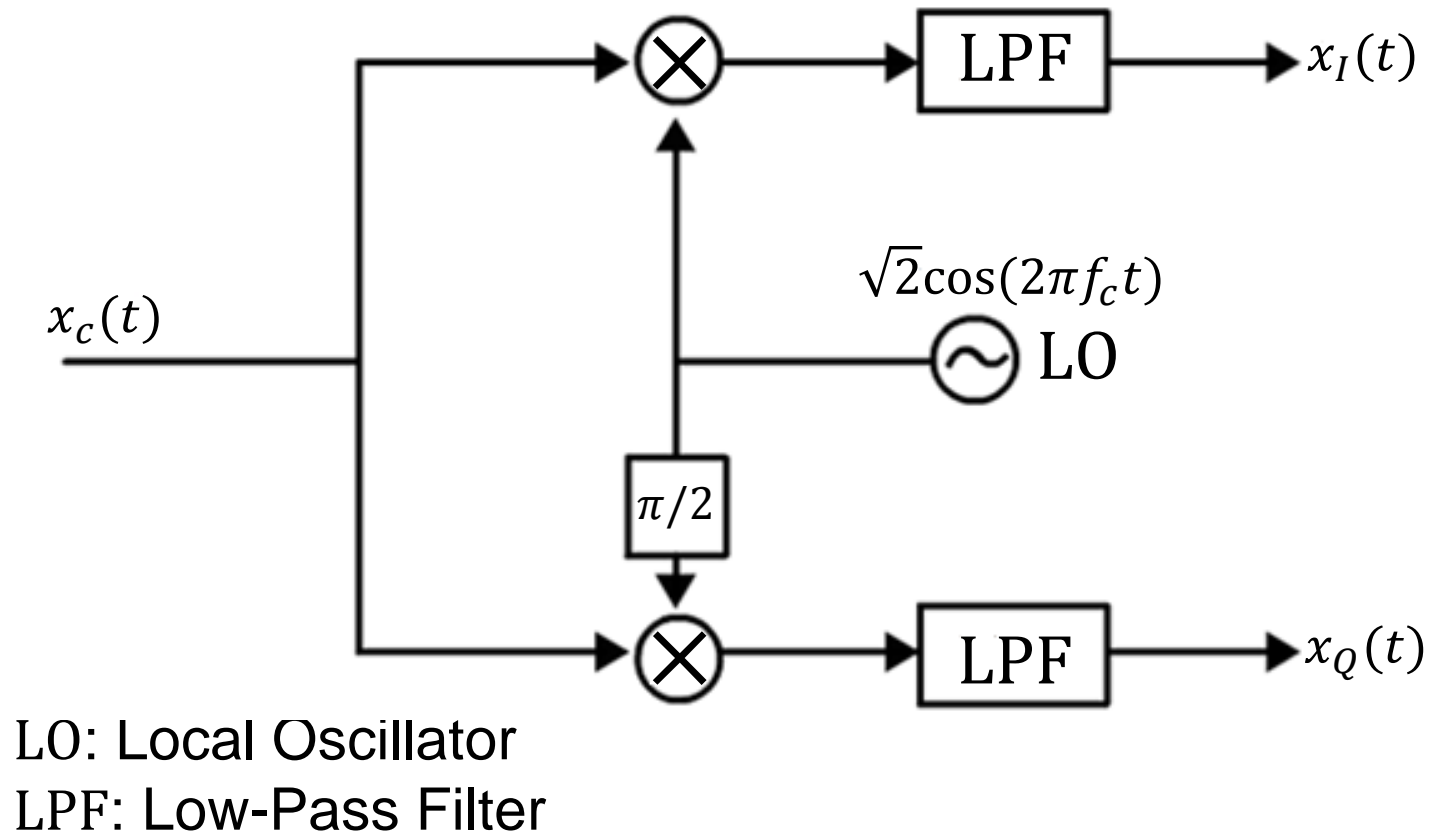 LPF
x_I(t)
√2cos(2πf_c t)
x_c(t)
LO
π/2
LPF
x_Q(t)
LO: Local Oscillator
LPF: Low-Pass Filter